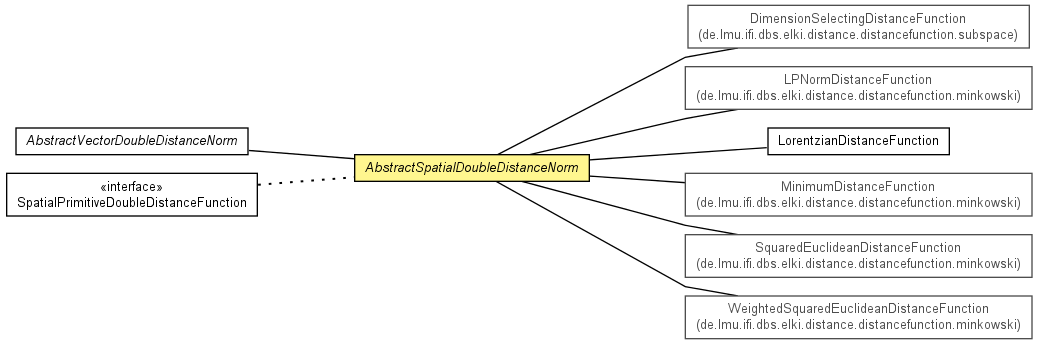 AbstractVectorDoubleDistanceNorm
«interface»
SpatialPrimitiveDoubleDistanceFunction
AbstractSpatialDoubleDistanceNorm
DimensionSelectingDistanceFunction
(de.lmu.ifi.dbs.elki.distance.distancefunction.subspace)
LPNormDistanceFunction
(de.lmu.ifi.dbs.elki.distance.distancefunction.minkowski)
LorentzianDistanceFunction
MinimumDistanceFunction
(de.lmu.ifi.dbs.elki.distance.distancefunction.minkowski)
SquaredEuclideanDistanceFunction
(de.lmu.ifi.dbs.elki.distance.distancefunction.minkowski)
WeightedSquaredEuclideanDistanceFunction
(de.lmu.ifi.dbs.elki.distance.distancefunction.minkowski)